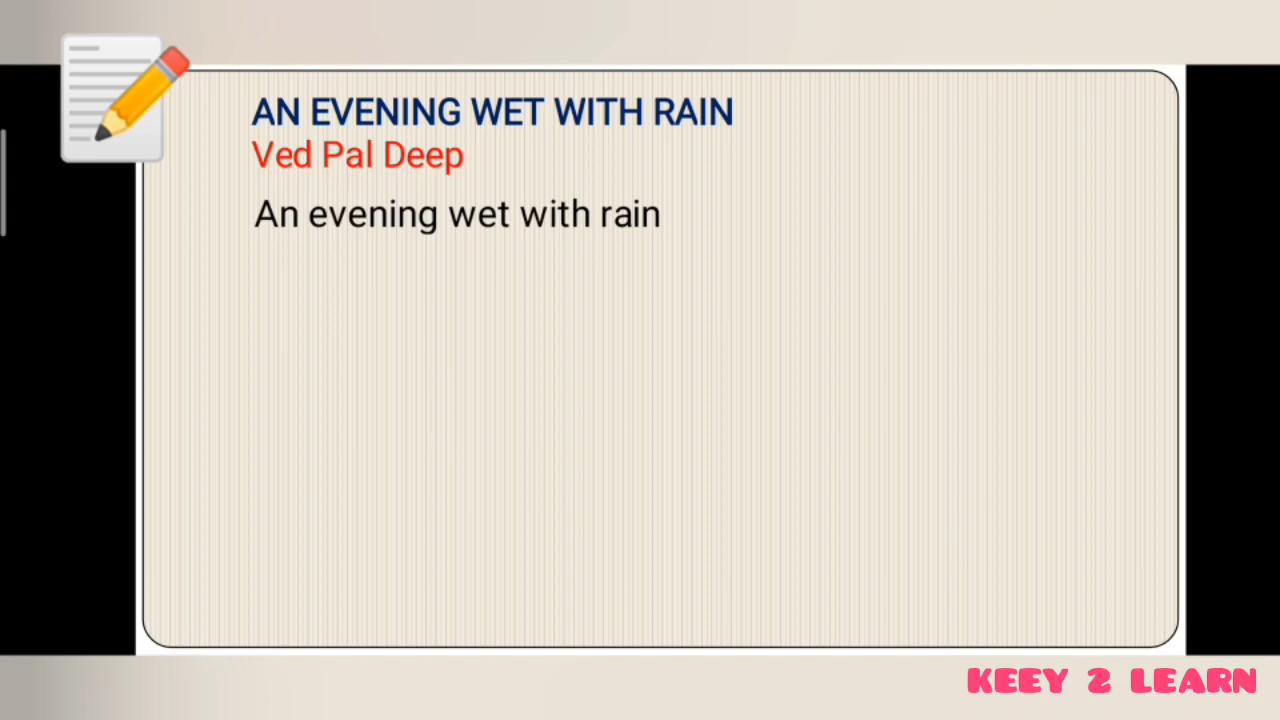 AN EVENING WET WITH RAIN
Ved Pal Deep
An evening wet with rain
KEEY 2 LEARN